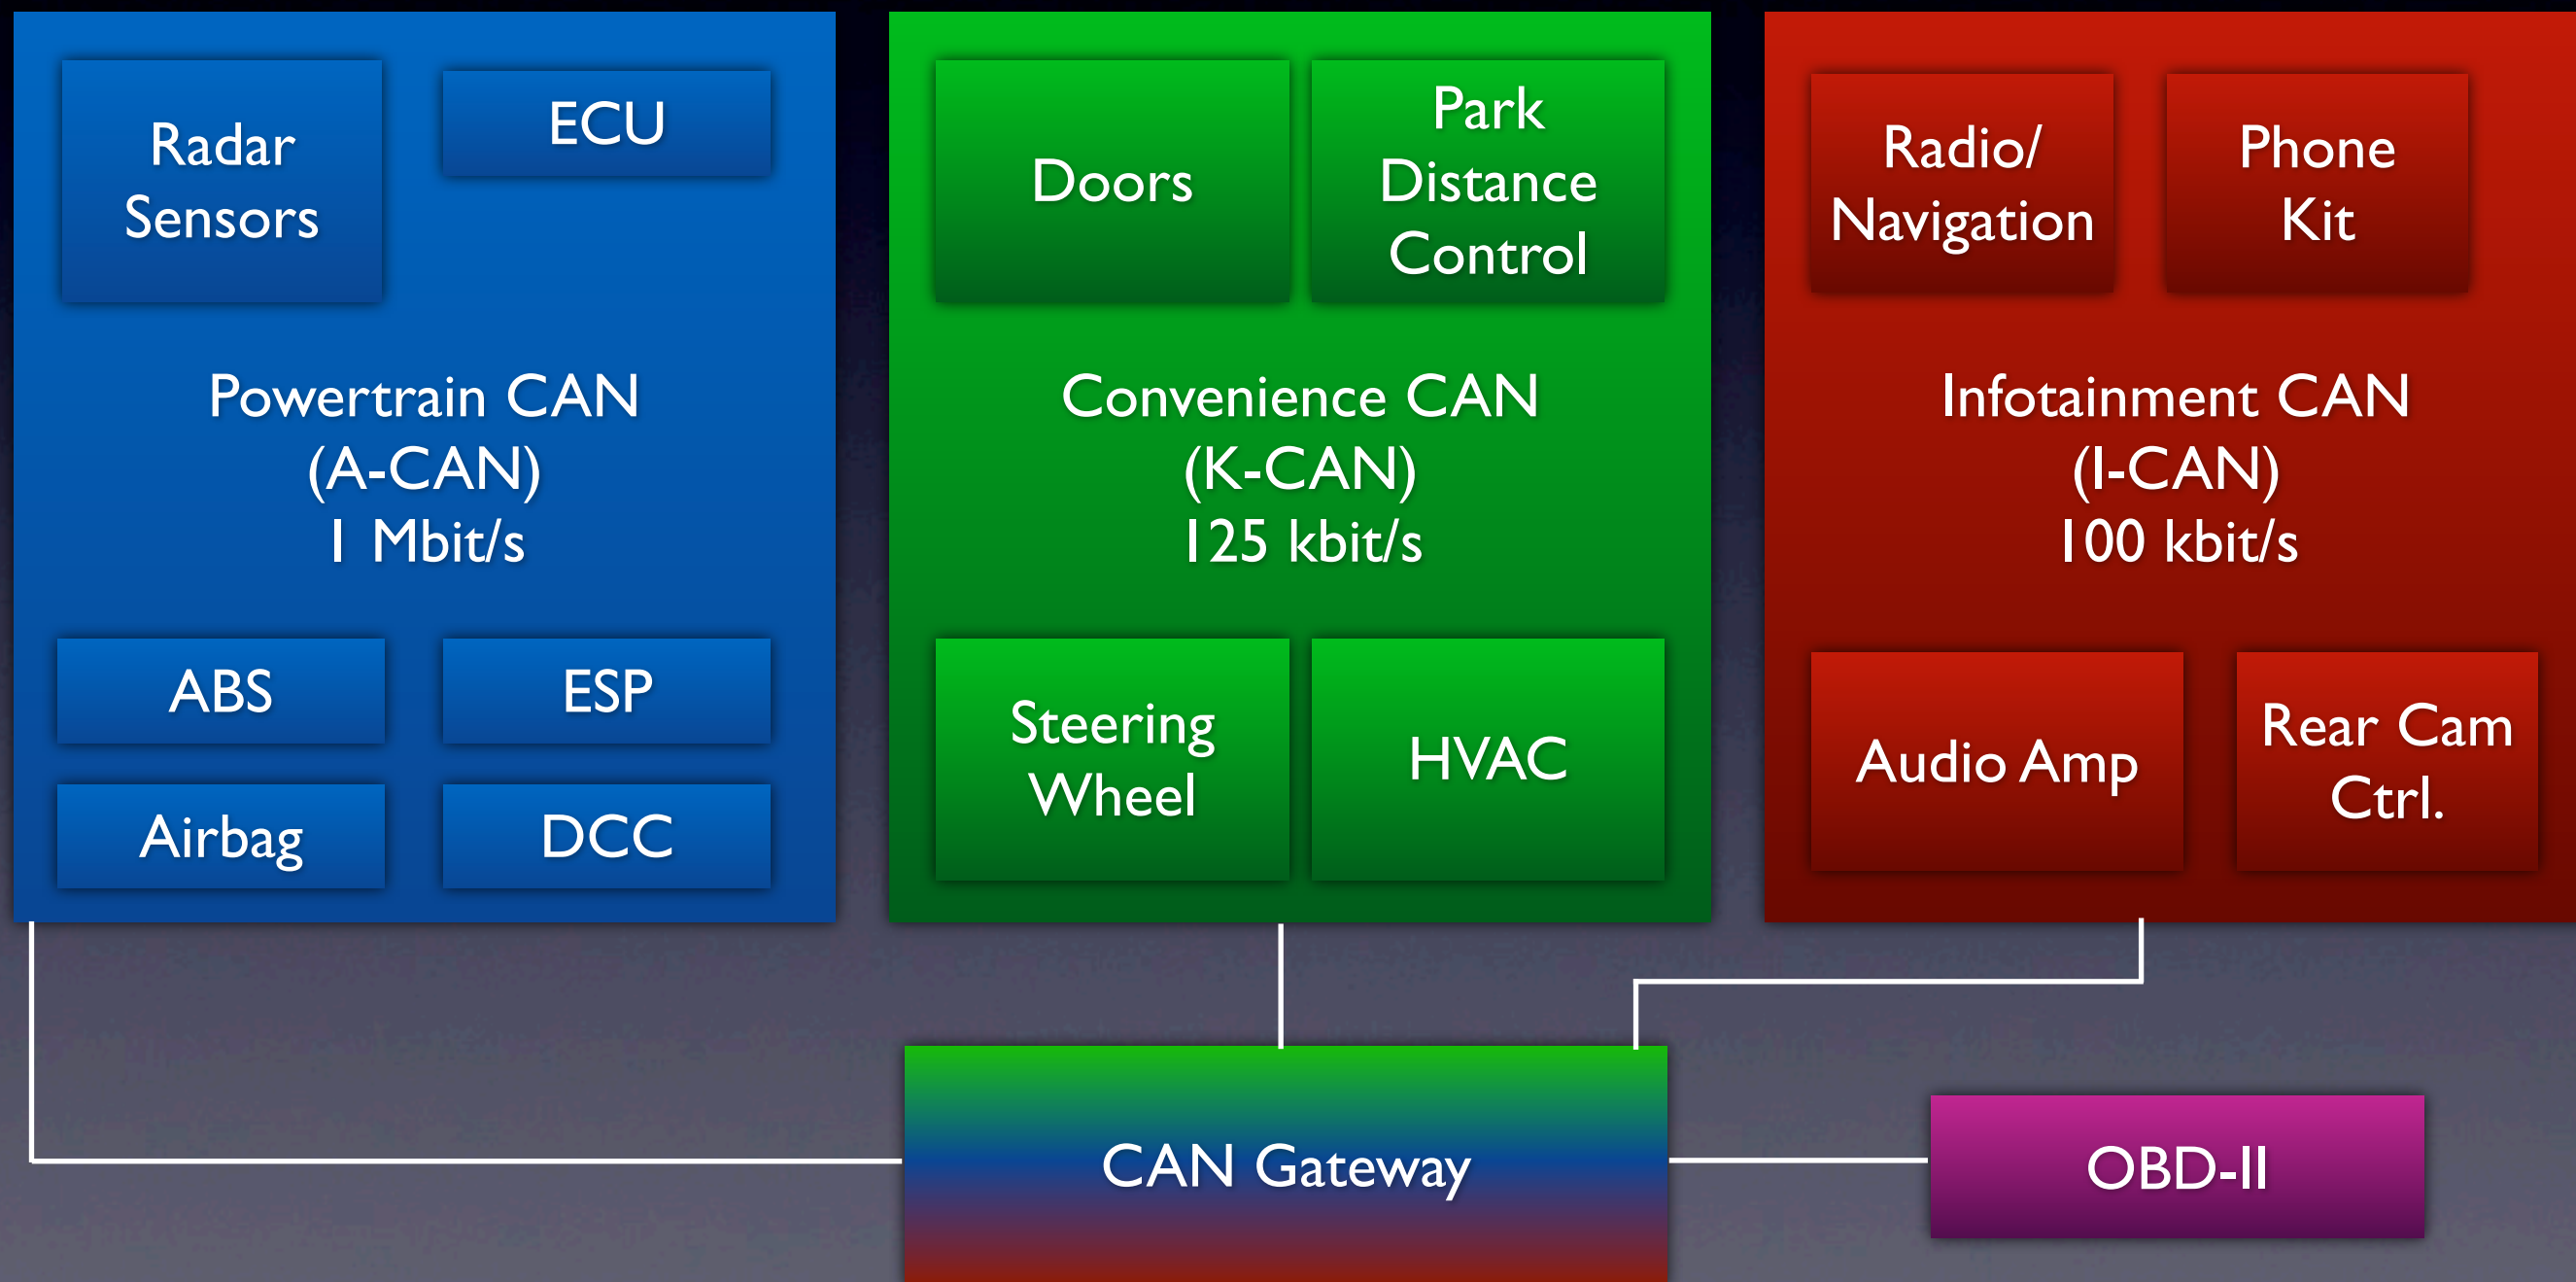 Radar
Sensors
ECU
Powertrain CAN
(A-CAN)
1 Mbit/s
ABS
ESP
Airbag
DCC
Doors
Park
Distance
Control
Convenience CAN
(K-CAN)
125 kbit/s
Steering
Wheel
HVAC
Radio/
Navigation
Phone
Kit
Infotainment CAN
(I-CAN)
100 kbit/s
Audio Amp
Rear Cam
Ctrl.
CAN Gateway
OBD-II